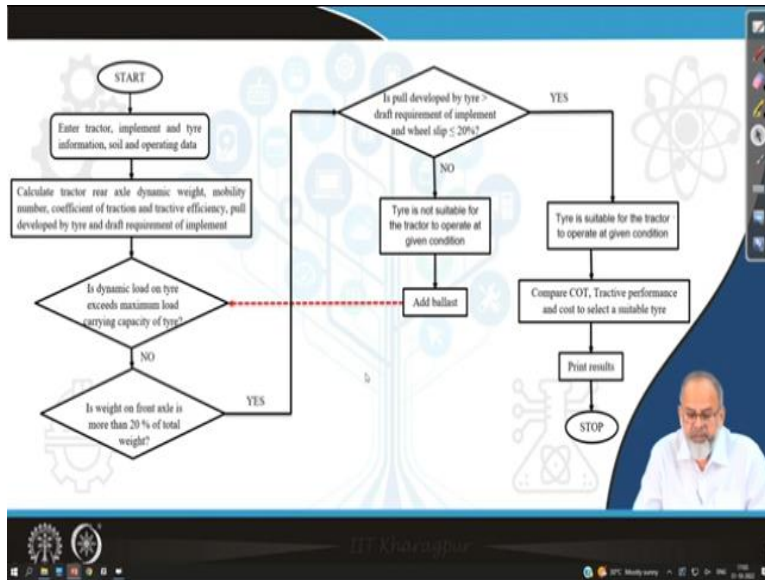 START
Enter tractor, implement and tyre
information, soil and operating data
Calculate tractor rear axle dynamic weight, mobility
number, coefficient of traction and tractive efficiency, pull
developed by tyre and draft requirement of implement
Is dynamic load on tyre
exceeds maximum load
carrying capacity of tyre?
NO
Is weight on front axle is
more than 20 % of total
weight?
YES
Is pull developed by tyre >
draft requirement of implement
and wheel slip ≤ 20%?
NO
Tyre is not suitable for
the tractor to operate at
given condition
Add ballast
YES
Tyre is suitable for the tractor
to operate at given condition
Compare COT, Tractive performance
and cost to select a suitable tyre
Print results
STOP
IIT Kharagpur
30°C Mostly sunny
ENG